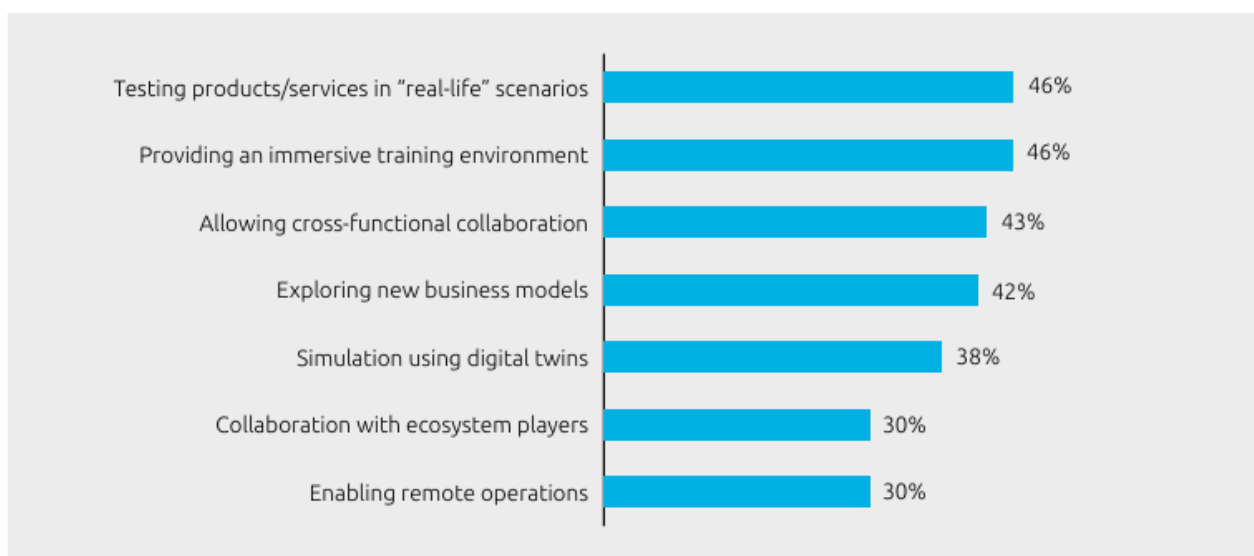 Testing products/services in “real-life” scenarios 46%
Providing an immersive training environment 46%
Allowing cross-functional collaboration 43%
Exploring new business models 42%
Simulation using digital twins 38%
Collaboration with ecosystem players 30%
Enabling remote operations 30%